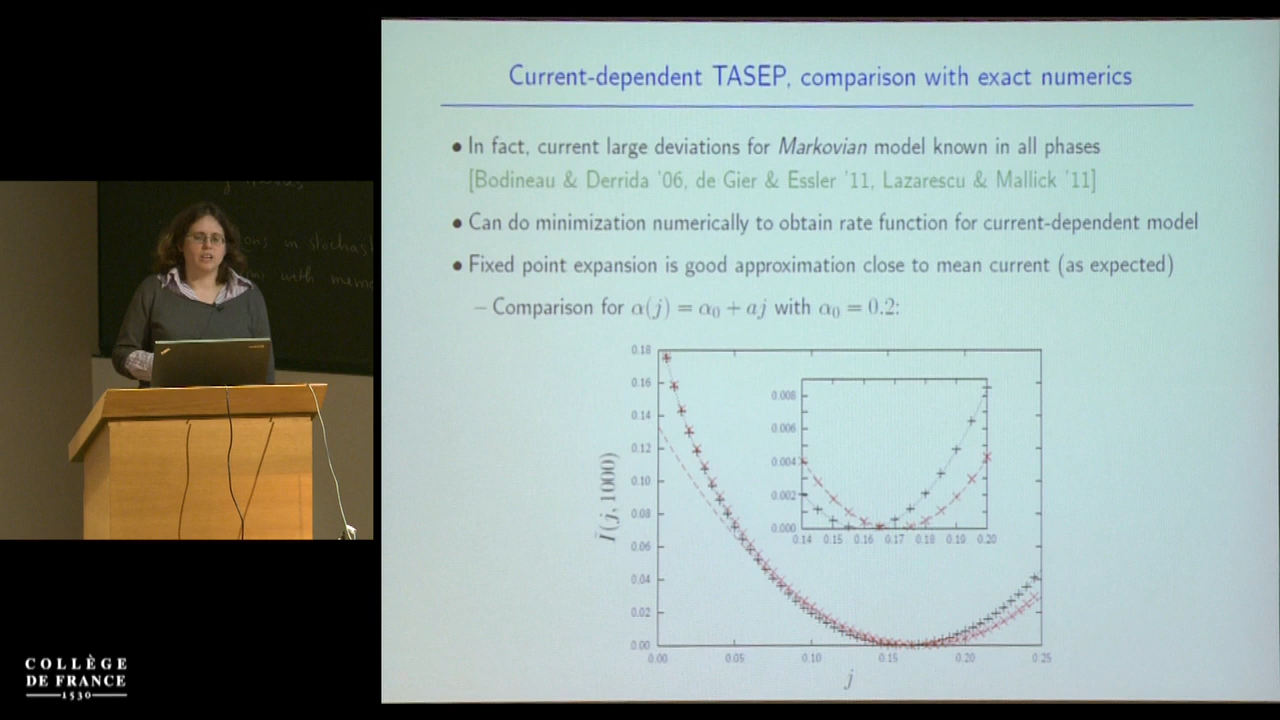 Current-dependent TASEP, comparison with exact numerics
• In fact, current large deviations for Markovian model known in all phases
[Bodineau & Derrida '06, de Gier & Essler '11, Lazarescu & Mallick '11]
• Can do minimization numerically to obtain rate function for current-dependent model
• Fixed point expansion is good approximation close to mean current (as expected)
– Comparison for α(j) = α₀ + aj with α₀ = 0.2:
0.18
0.16
0.14
0.12
0.10
0.08
0.06
0.04
0.02
0.00
Ĩ(j, 1000)
0.00 0.05 0.10 0.15 0.20 0.25
j
0.008
0.006
0.004
0.002
0.000
0.14 0.15 0.16 0.17 0.18 0.19 0.20
ons in stochas
with memo
COLLÈGE
DE FRANCE
1530